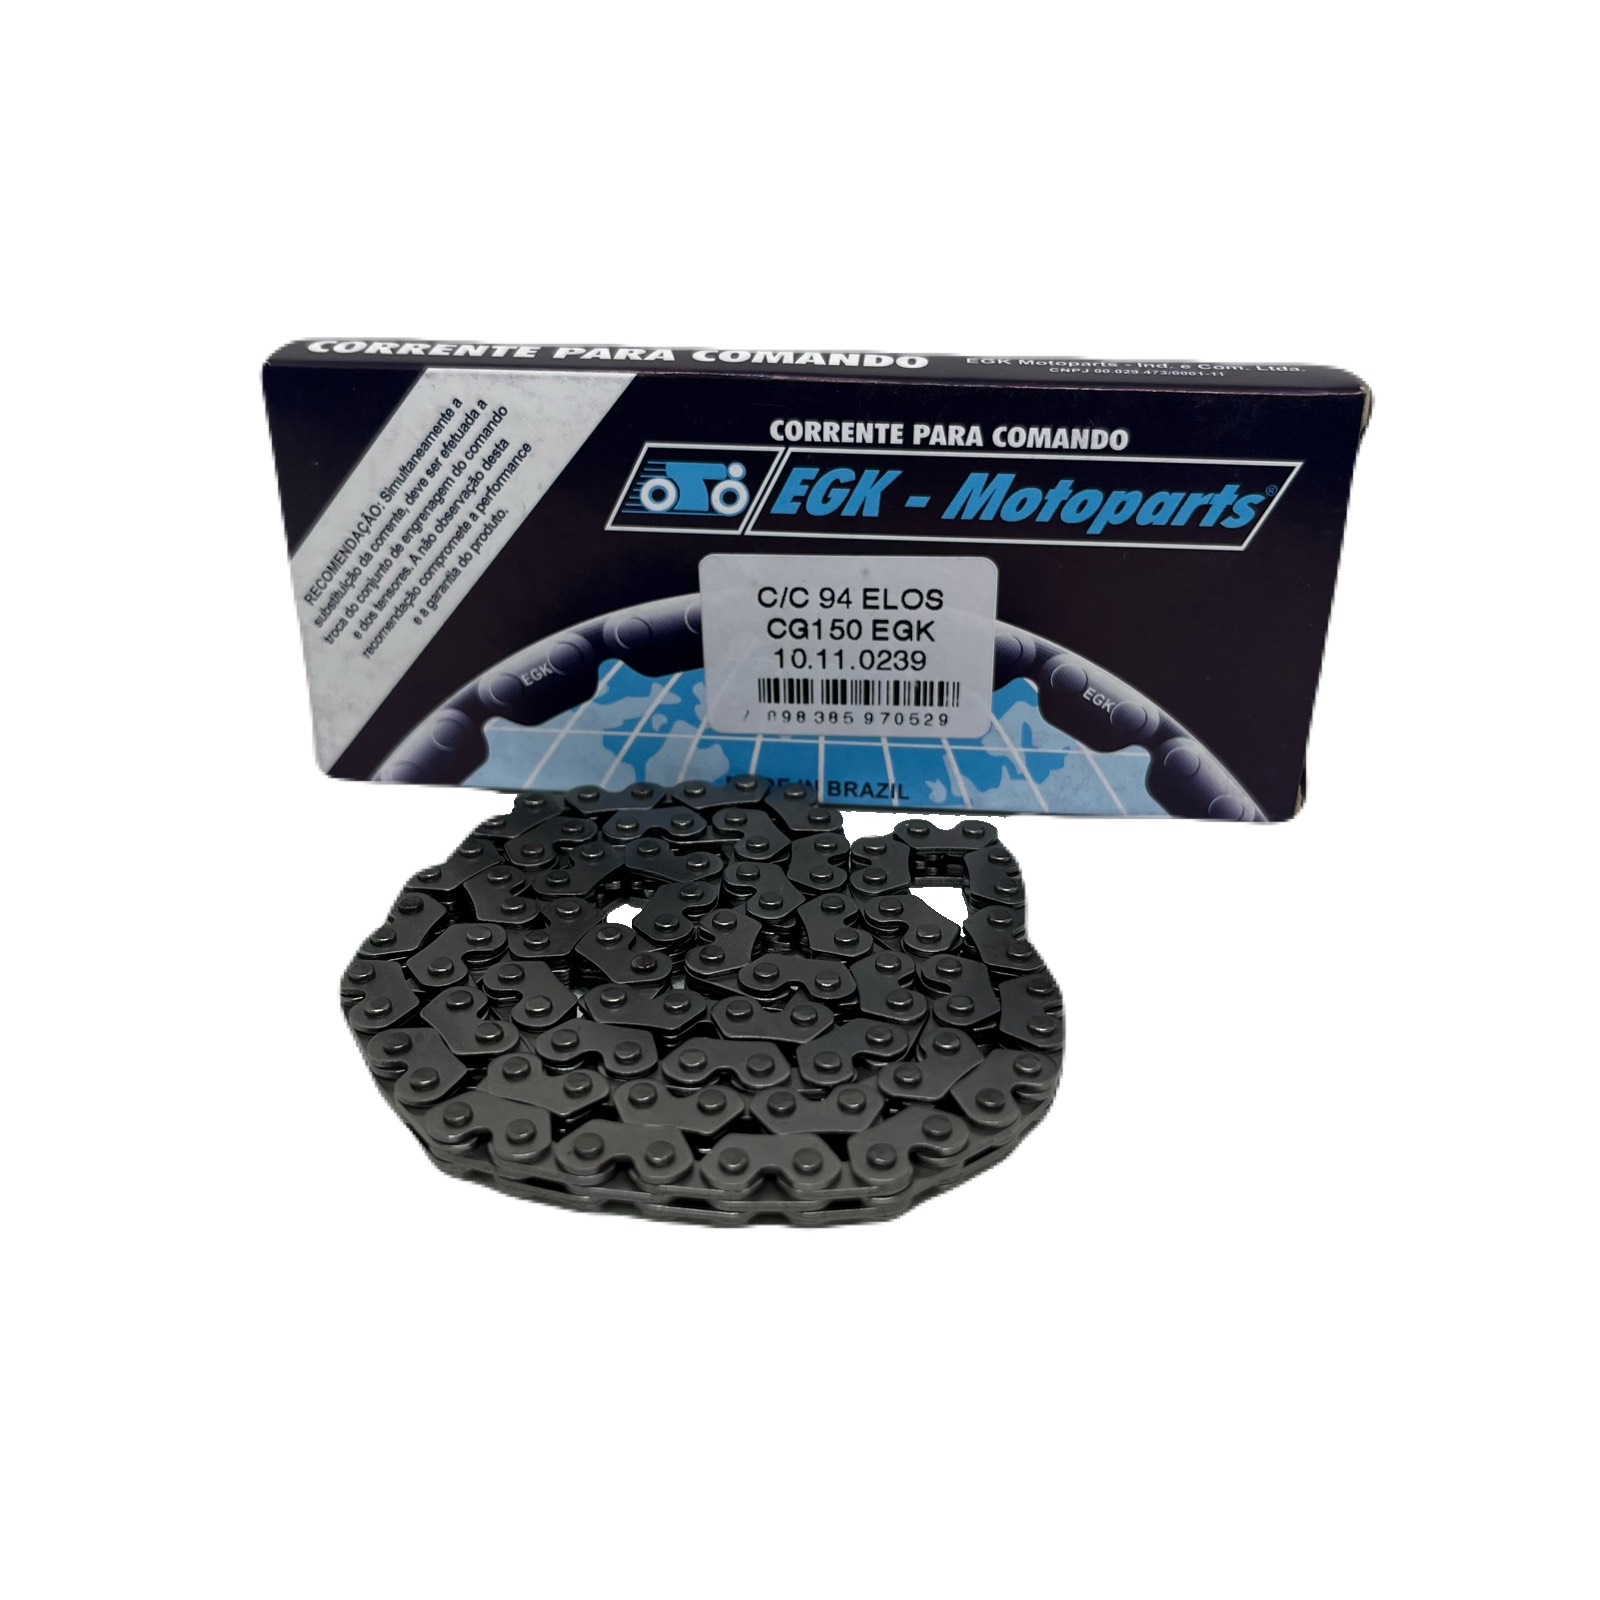 CORRENTE PARA COMANDO
EGK Motoparts - Ind. e Com. Ltda.
CNPJ 00.029.473/0001-11
RECOMENDAÇÃO: Simultaneamente a
substituição da corrente, deve ser efetuada a
troca do conjunto de engrenagem do comando
e dos tensores. A não observação desta
recomendação compromete a performance
e a garantia do produto.
CORRENTE PARA COMANDO
EGK - Motoparts®
C/C 94 ELOS
CG150 EGK
10.11.0239
7 898 385 970529
EGK
EGK
MADE IN BRAZIL